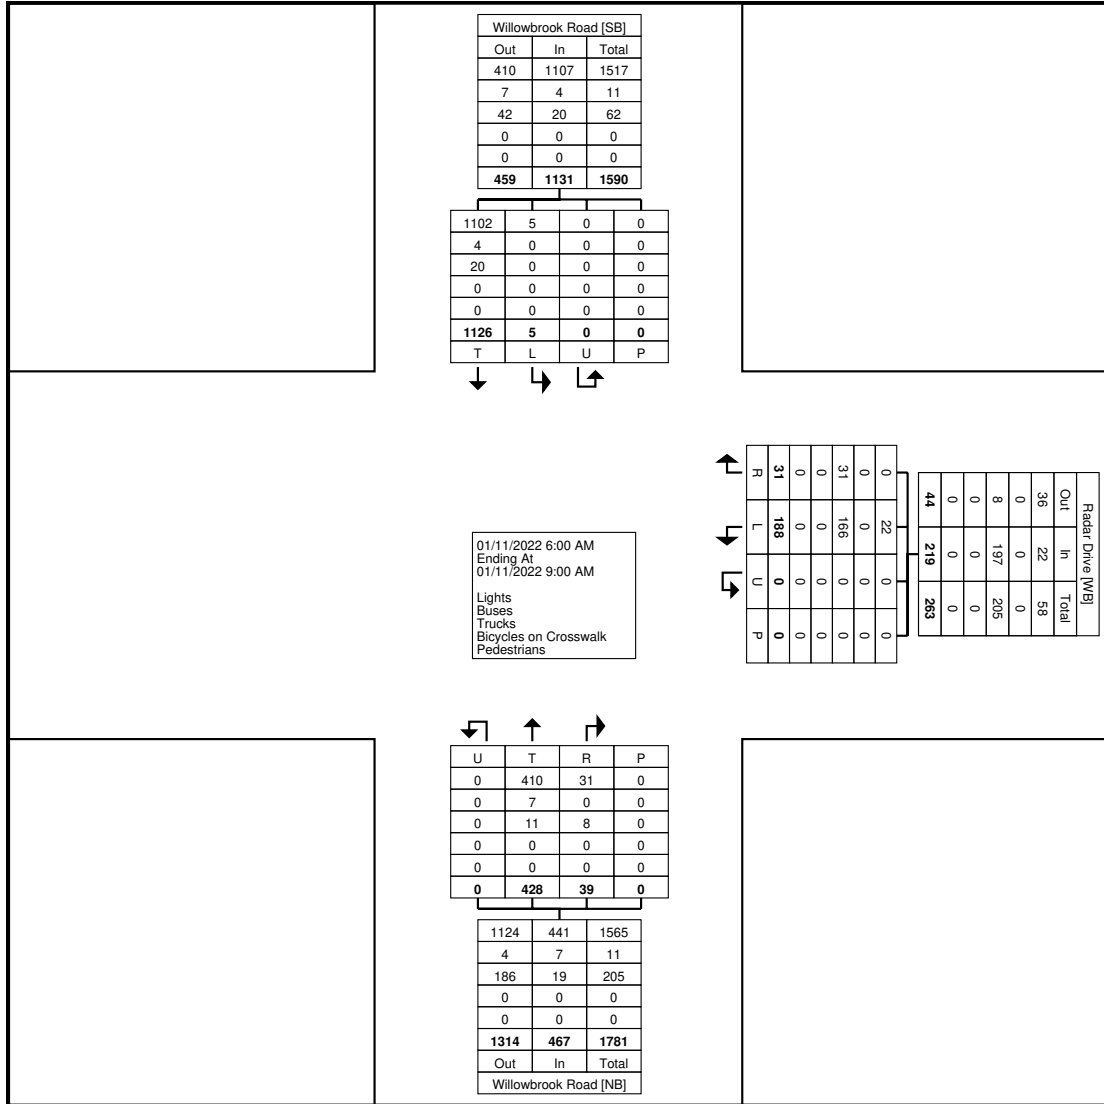 Willowbrook Road [SB]
Out In Total
410 1107 1517
7 4 11
42 20 62
0 0 0
0 0 0
459 1131 1590
1102 5 0 0
4 0 0 0
20 0 0 0
0 0 0 0
0 0 0 0
1126 5 0 0
T L U P
Radar Drive [WB]
Out In Total
36 22 58
0 0 0
8 197 205
0 0 0
0 0 0
44 219 263
0 22 0 0
0 0 0 0
31 166 0 0
0 0 0 0
0 0 0 0
31 188 0 0
R L U P
01/11/2022 6:00 AM
Ending At
01/11/2022 9:00 AM
Lights
Buses
Trucks
Bicycles on Crosswalk
Pedestrians
U T R P
0 410 31 0
0 7 0 0
0 11 8 0
0 0 0 0
0 0 0 0
0 428 39 0
1124 441 1565
4 7 11
186 19 205
0 0 0
0 0 0
1314 467 1781
Out In Total
Willowbrook Road [NB]